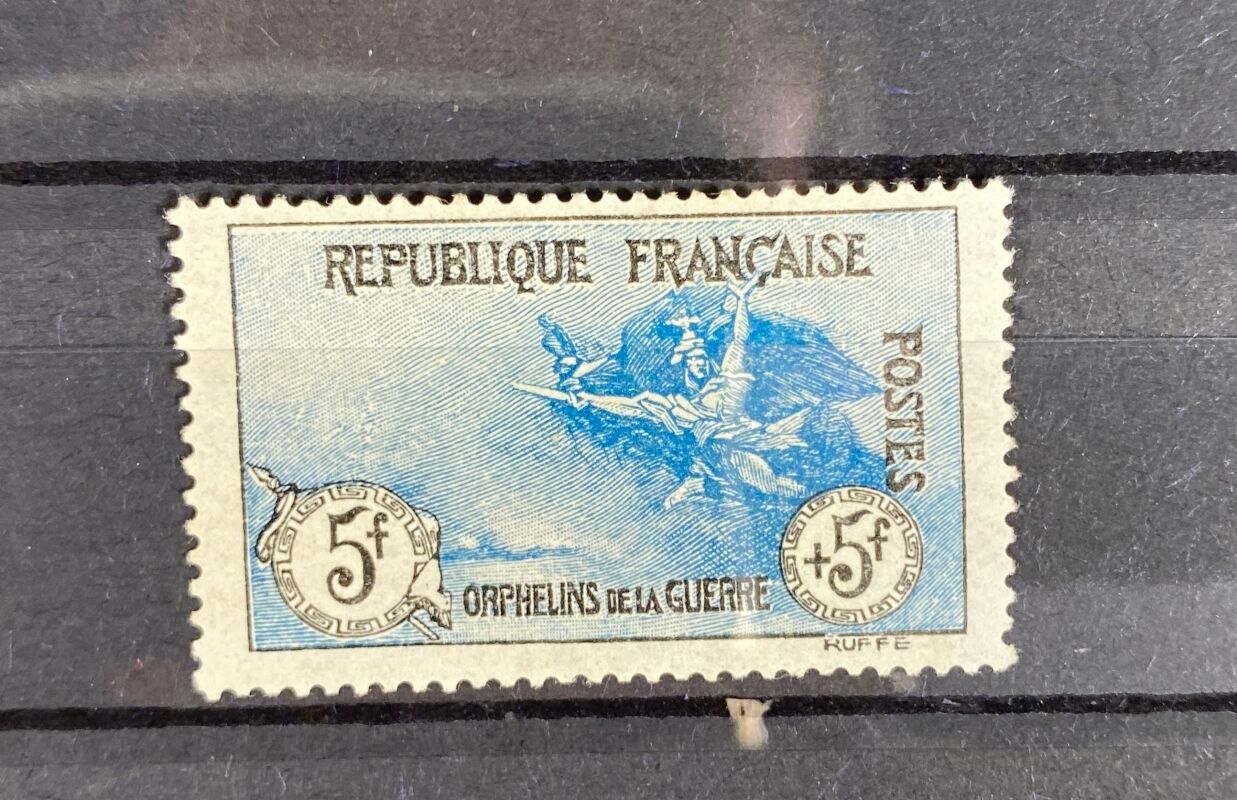 REPUBLIQUE FRANÇAISE
POSTES
5f
ORPHELINS DE LA GUERRE
+5f
RUFFE